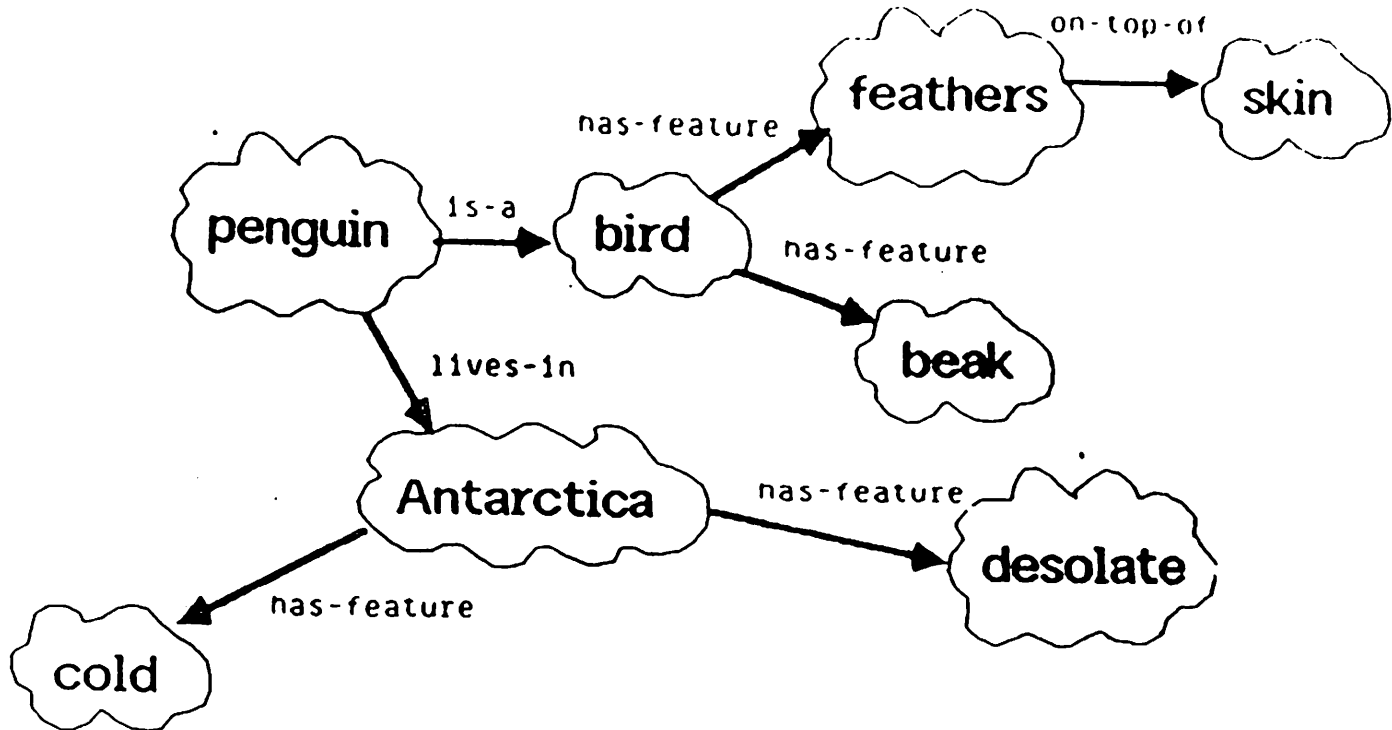 on-top-of
feathers
skin
has-feature
penguin
is-a
bird
has-feature
beak
lives-in
Antarctica
has-feature
desolate
has-feature
cold